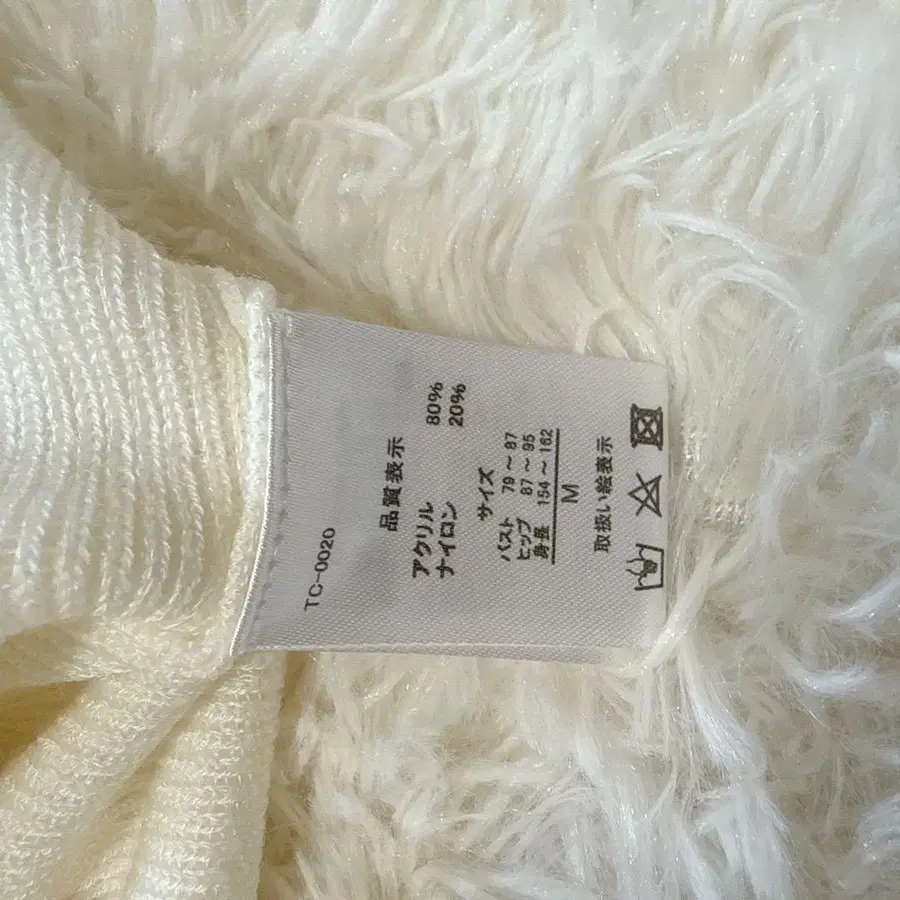 TC-0020
品質表示
アクリル 80%
ナイロン 20%
サイズ
バスト 79～87
ヒップ 87～95
身長 154～162
M
取扱い絵表示